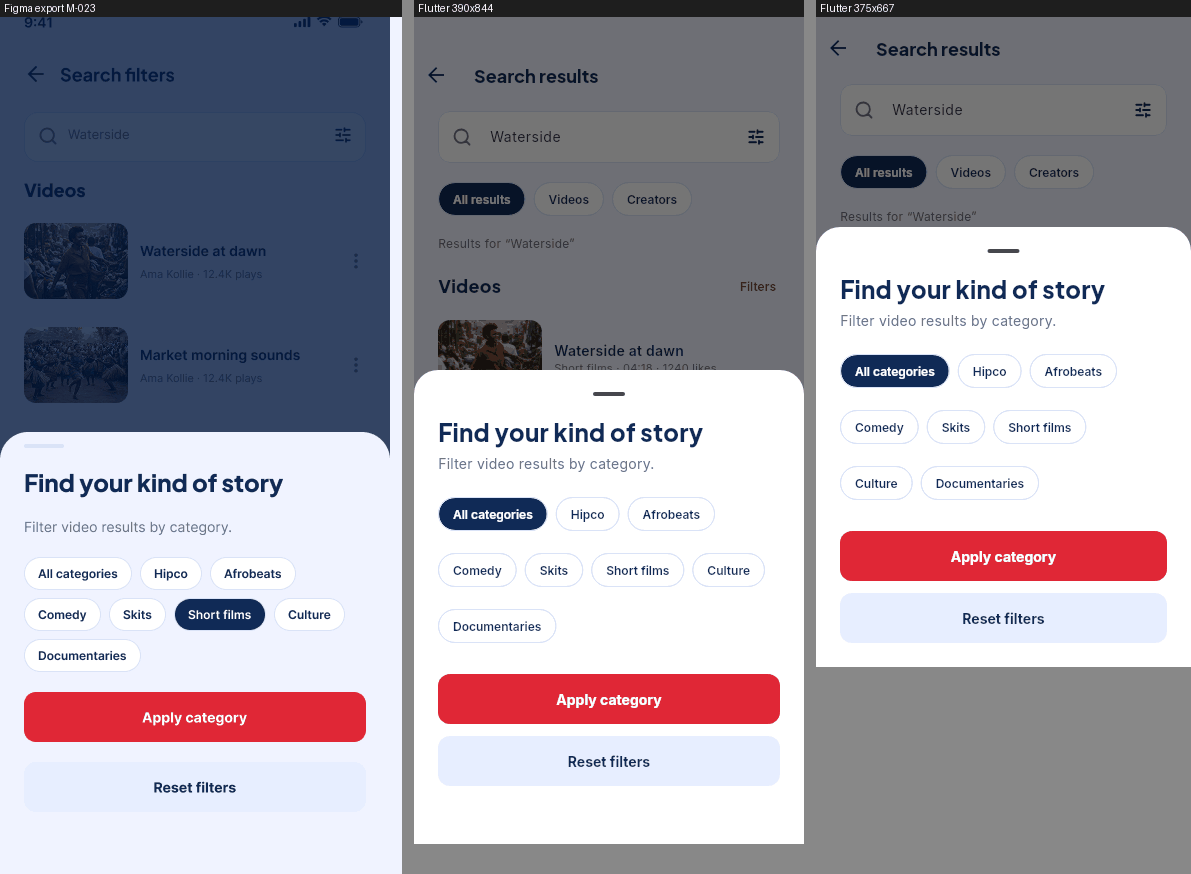 Figma export M-023
9:41
Search filters
Waterside
Videos
Waterside at dawn
Ama Kollie · 12.4K plays
Market morning sounds
Ama Kollie · 12.4K plays
Find your kind of story
Filter video results by category.
All categories Hipco Afrobeats
Comedy Skits Short films Culture
Documentaries
Apply category
Reset filters
Flutter 390x844
Search results
Waterside
All results Videos Creators
Results for “Waterside”
Videos Filters
Waterside at dawn
Short films · 04:18 · 1240 likes
Find your kind of story
Filter video results by category.
All categories Hipco Afrobeats
Comedy Skits Short films Culture
Documentaries
Apply category
Reset filters
Flutter 375x667
Search results
Waterside
All results Videos Creators
Results for “Waterside”
Find your kind of story
Filter video results by category.
All categories Hipco Afrobeats
Comedy Skits Short films
Culture Documentaries
Apply category
Reset filters